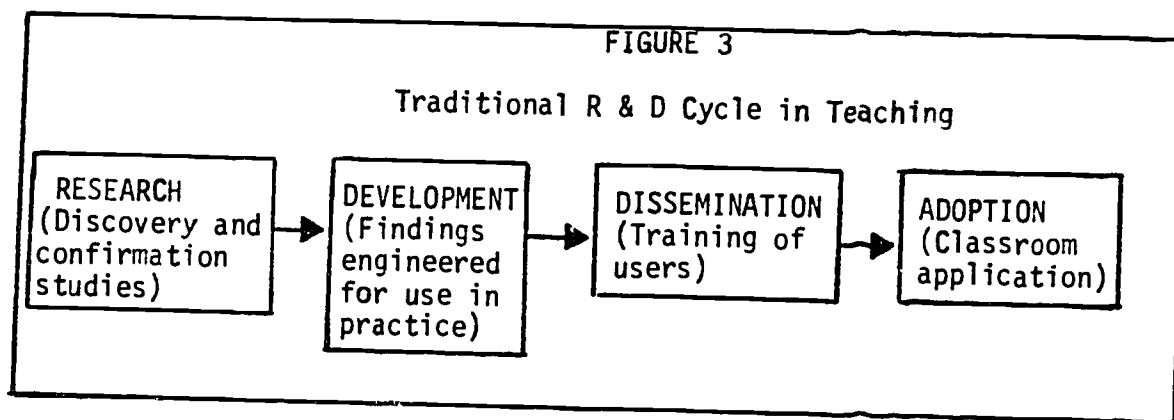 FIGURE 3
Traditional R & D Cycle in Teaching
RESEARCH
(Discovery and
confirmation
studies)
DEVELOPMENT
(Findings
engineered
for use in
practice)
DISSEMINATION
(Training of
users)
ADOPTION
(Classroom
application)